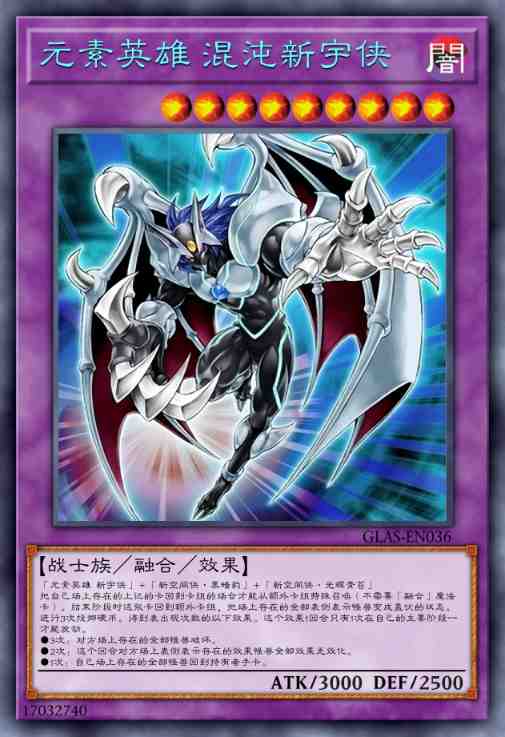 元素英雄 混沌新宇侠
闇
GLAS-EN036
【战士族／融合／效果】
「元素英雄 新宇侠」+「新空间侠·黑暗豹」+「新空间侠·光辉青苔」
把自己场上存在的上记的卡回到卡组的场合才能从额外卡组特殊召唤（不需要「融合」魔法
卡）。结束阶段时这张卡回到额外卡组，把场上存在的全部表侧表示怪兽变成盖伏的状态。
进行3次投掷硬币，得到表出现次数的以下效果。这个效果1回合只有1次在自己的主要阶段一
才能发动。
●3次：对方场上存在的全部怪兽破坏。
●2次：这个回合对方场上表侧表示存在的效果怪兽全部效果无效化。
●1次：自己场上存在的全部怪兽回到持有者手卡。
ATK/3000 DEF/2500
17032740